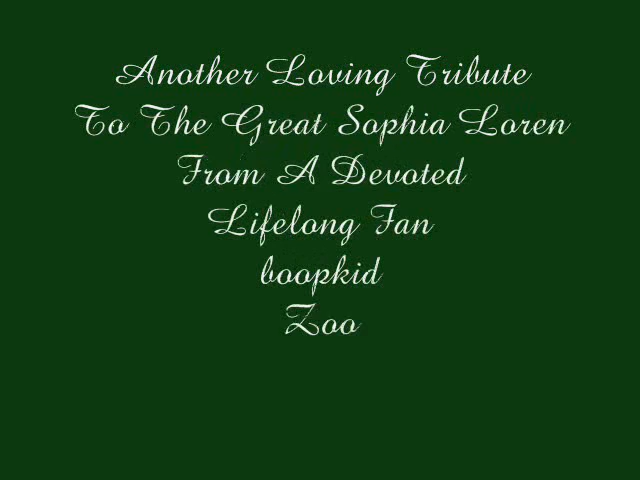 Another Loving Tribute
To The Great Sophia Loren
From A Devoted
Lifelong Fan
boopkid
Zoo